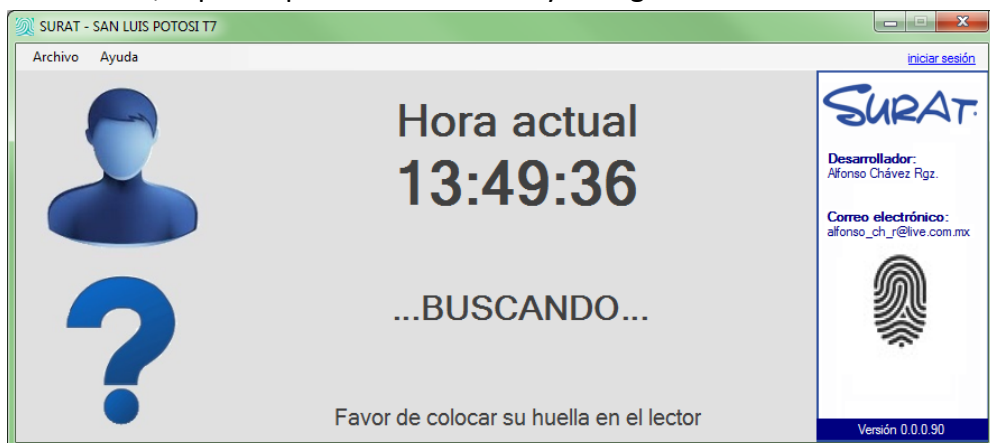 SURAT - SAN LUIS POTOSI T7
Archivo Ayuda
iniciar sesión
Hora actual
13:49:36
...BUSCANDO...
Favor de colocar su huella en el lector
SURAT.
Desarrollador:
Alfonso Chávez Rgz.
Correo electrónico:
alfonso_ch_r@live.com.mx
Versión 0.0.0.90